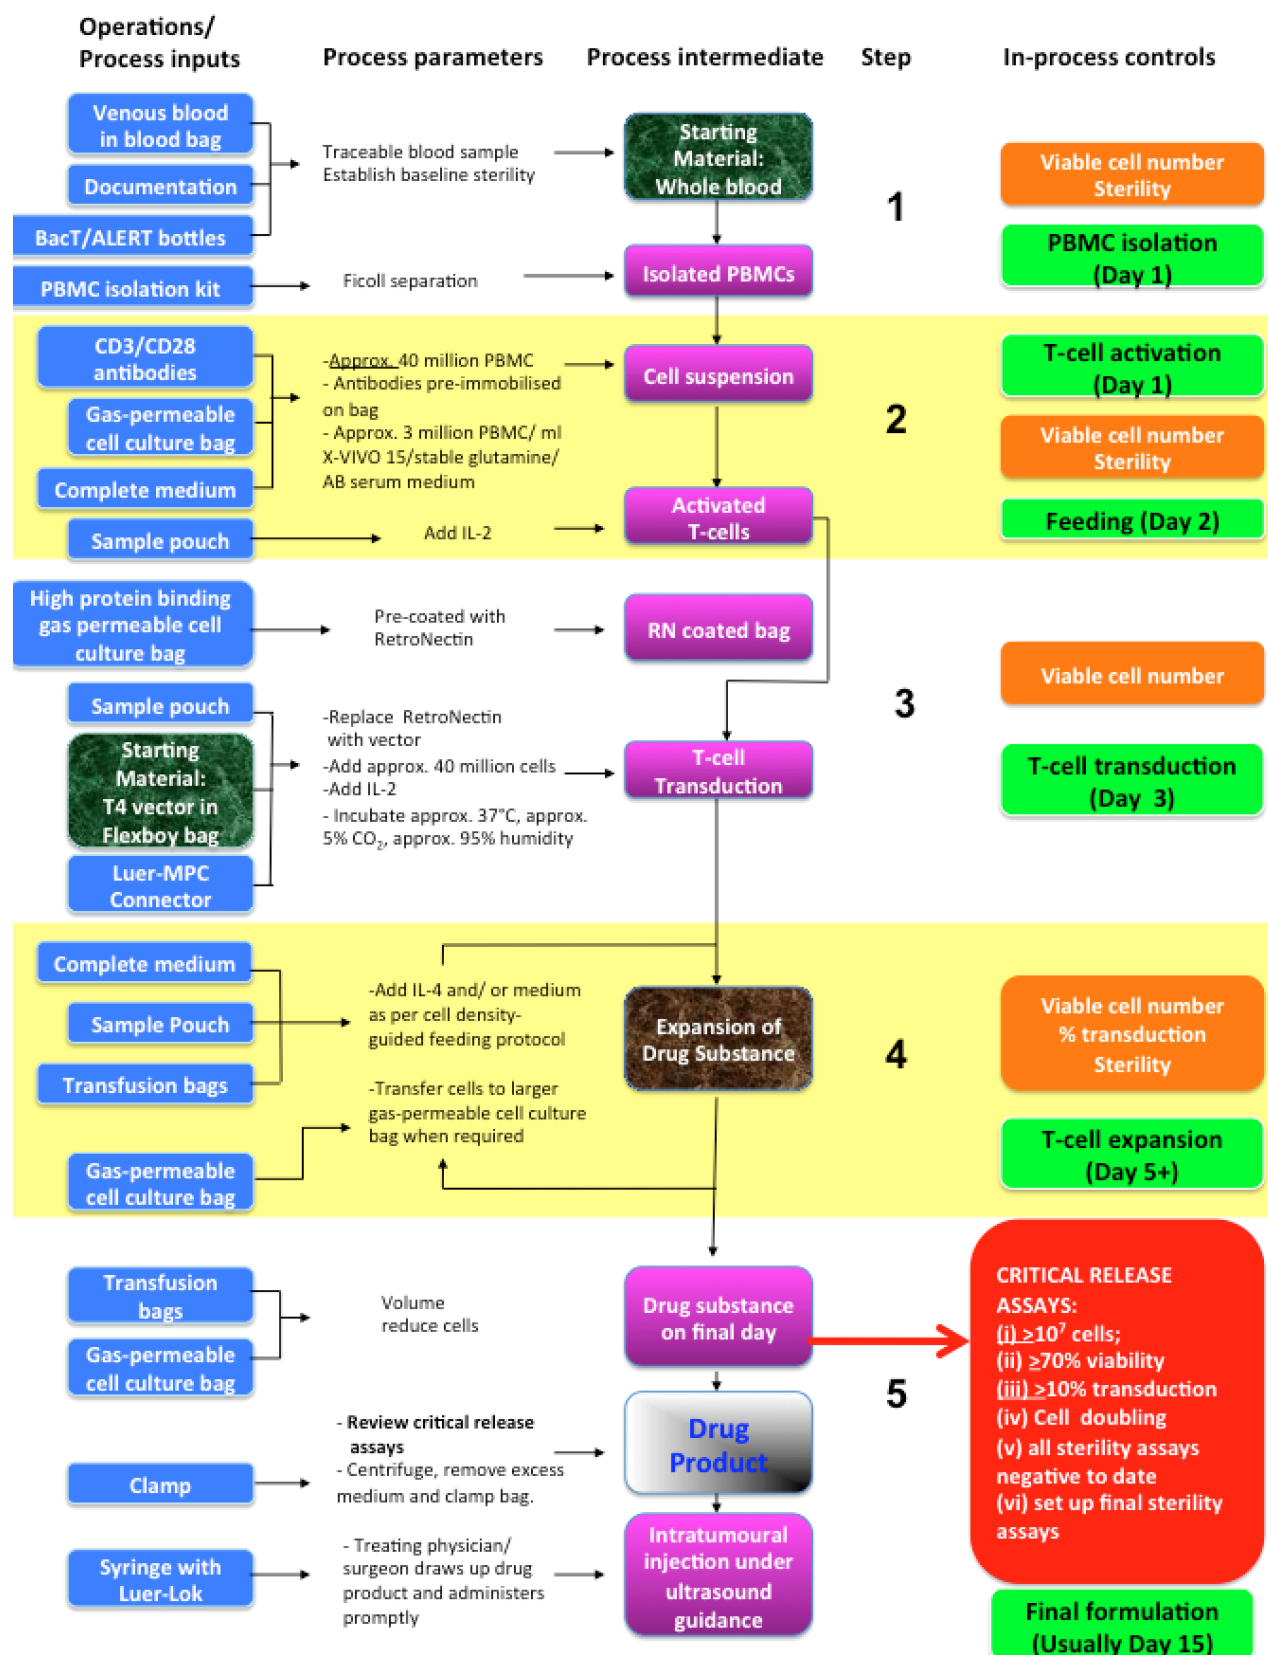 Operations/
Process inputs
Process parameters
Process intermediate
Step
In-process controls
Venous blood
in blood bag
Documentation
BacT/ALERT bottles
Traceable blood sample
Establish baseline sterility
Starting
Material:
Whole blood
1
Viable cell number
Sterility
PBMC isolation
(Day 1)
PBMC isolation kit
Ficoll separation
Isolated PBMCs
CD3/CD28
antibodies
Gas-permeable
cell culture bag
Complete medium
-Approx. 40 million PBMC
- Antibodies pre-immobilised
on bag
- Approx. 3 million PBMC/ ml
X-VIVO 15/stable glutamine/
AB serum medium
Cell suspension
2
T-cell activation
(Day 1)
Viable cell number
Sterility
Sample pouch
Add IL-2
Activated
T-cells
Feeding (Day 2)
High protein binding
gas permeable cell
culture bag
Pre-coated with
RetroNectin
RN coated bag
3
Viable cell number
Sample pouch
Starting
Material:
T4 vector in
Flexboy bag
Luer-MPC
Connector
-Replace RetroNectin
with vector
-Add approx. 40 million cells
-Add IL-2
- Incubate approx. 37°C, approx.
5% CO2, approx. 95% humidity
T-cell
Transduction
T-cell transduction
(Day 3)
Complete medium
Sample Pouch
Transfusion bags
-Add IL-4 and/ or medium
as per cell density-
guided feeding protocol
Expansion of
Drug Substance
4
Viable cell number
% transduction
Sterility
Gas-permeable
cell culture bag
-Transfer cells to larger
gas-permeable cell culture
bag when required
T-cell expansion
(Day 5+)
Transfusion
bags
Gas-permeable
cell culture bag
Volume
reduce cells
Drug substance
on final day
5
CRITICAL RELEASE
ASSAYS:
(i) ≥10⁷ cells;
(ii) ≥70% viability
(iii) ≥10% transduction
(iv) Cell doubling
(v) all sterility assays
negative to date
(vi) set up final sterility
assays
Clamp
- Review critical release
assays
- Centrifuge, remove excess
medium and clamp bag.
Drug
Product
Syringe with
Luer-Lok
- Treating physician/
surgeon draws up drug
product and administers
promptly
Intratumoural
injection under
ultrasound
guidance
Final formulation
(Usually Day 15)